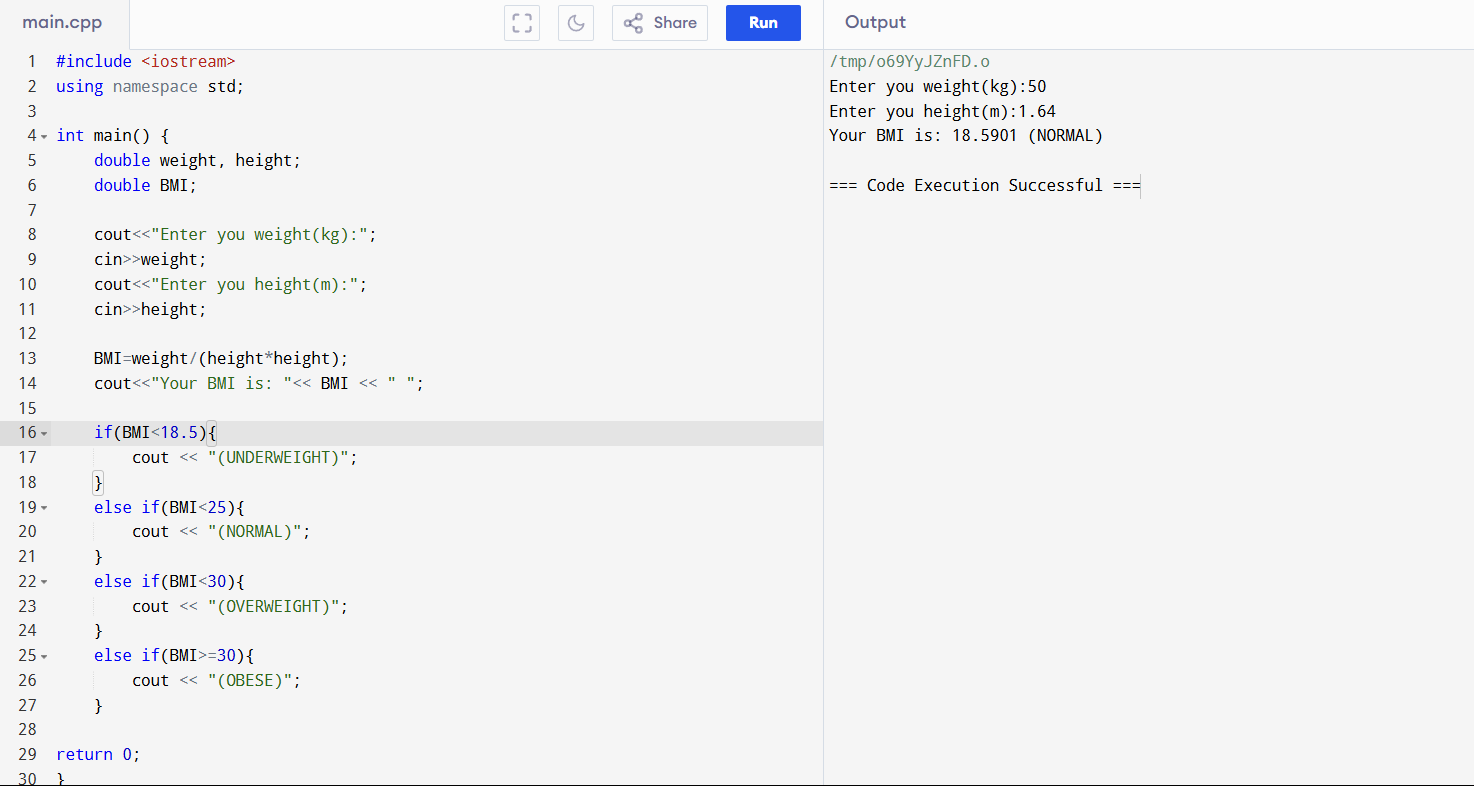 main.cpp
Share
Run
Output
1 #include <iostream>
2 using namespace std;
3
4 int main() {
5     double weight, height;
6     double BMI;
7
8     cout<<"Enter you weight(kg):";
9     cin>>weight;
10     cout<<"Enter you height(m):";
11     cin>>height;
12
13     BMI=weight/(height*height);
14     cout<<"Your BMI is: "<< BMI << " ";
15
16     if(BMI<18.5){
17         cout << "(UNDERWEIGHT)";
18     }
19     else if(BMI<25){
20         cout << "(NORMAL)";
21     }
22     else if(BMI<30){
23         cout << "(OVERWEIGHT)";
24     }
25     else if(BMI>=30){
26         cout << "(OBESE)";
27     }
28
29 return 0;
30 }
/tmp/o69YyJZnFD.o
Enter you weight(kg):50
Enter you height(m):1.64
Your BMI is: 18.5901 (NORMAL)
=== Code Execution Successful ===